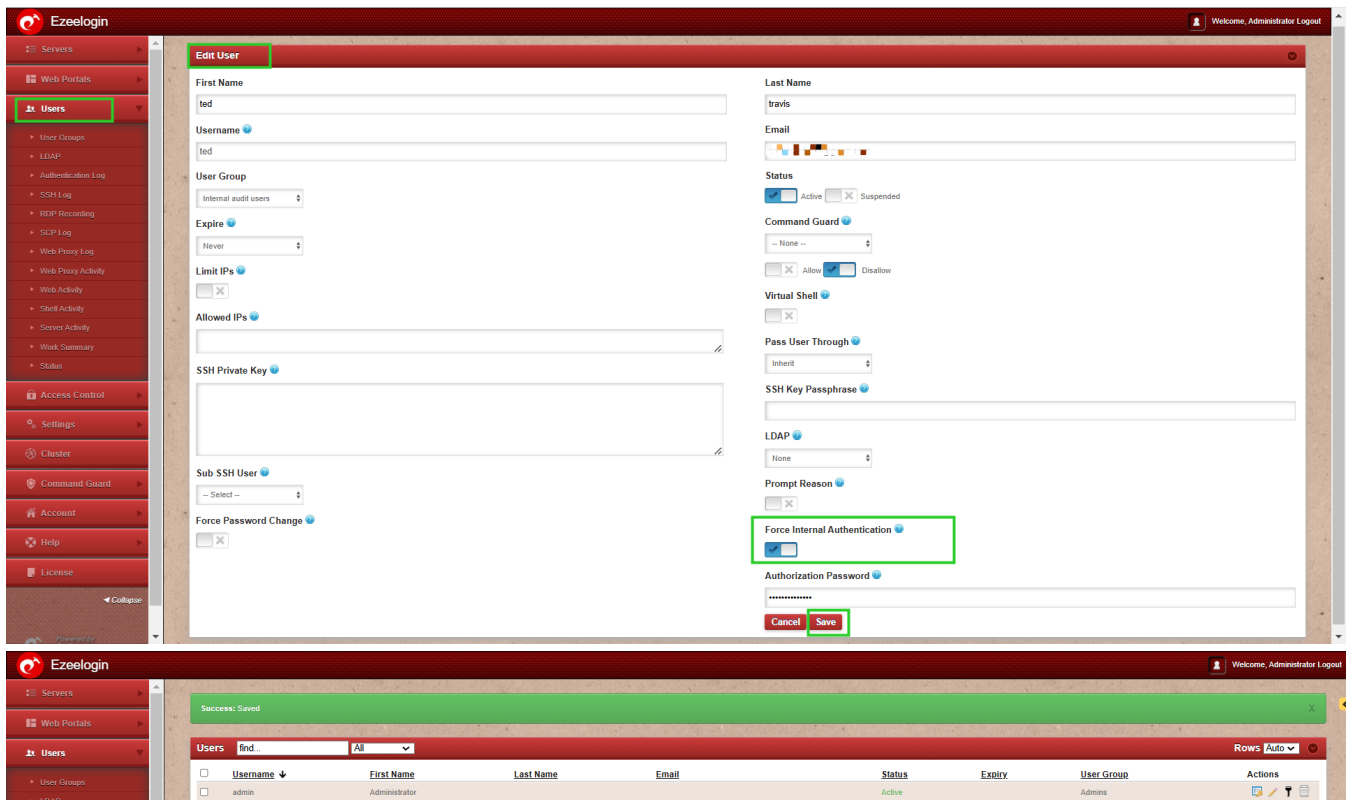 Ezeelogin
Welcome, Administrator Logout
Servers
Web Portals
Users
User Groups
LDAP
Authentication Log
SSH Log
RDP Recording
SCP Log
Web Proxy Log
Web Proxy Activity
Web Activity
Shell Activity
Server Activity
Work Summary
Status
Access Control
Settings
Cluster
Command Guard
Account
Help
License
Collapse
Powered by
Edit User
First Name
ted
Username
ted
User Group
Internal audit users
Expire
Never
Limit IPs
Allowed IPs
SSH Private Key
Sub SSH User
-- Select --
Force Password Change
Last Name
travis
Email
Status
Active Suspended
Command Guard
-- None --
Allow Disallow
Virtual Shell
Pass User Through
Inherit
SSH Key Passphrase
LDAP
None
Prompt Reason
Force Internal Authentication
Authorization Password
••••••••••••••
Cancel Save
Ezeelogin
Welcome, Administrator Logout
Servers
Web Portals
Users
User Groups
LDAP
Success: Saved X
Users find... All Rows Auto
Username First Name Last Name Email Status Expiry User Group Actions
admin Administrator Active Admins